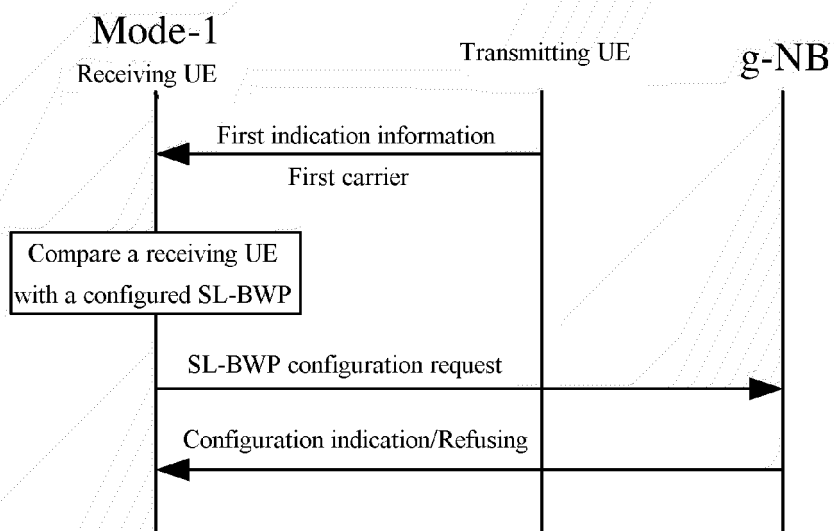 Mode-1
Receiving UE
Transmitting UE
g-NB
First indication information
First carrier
Compare a receiving UE
with a configured SL-BWP
SL-BWP configuration request
Configuration indication/Refusing